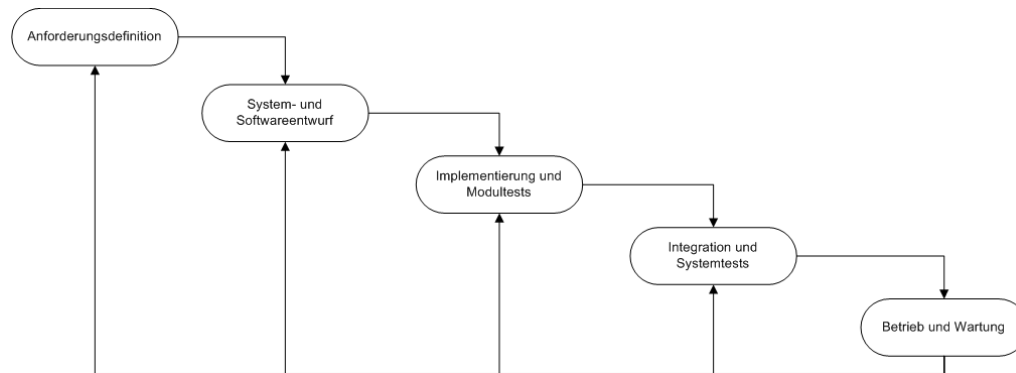 Anforderungsdefinition
System- und
Softwareentwurf
Implementierung und
Modultests
Integration und
Systemtests
Betrieb und Wartung